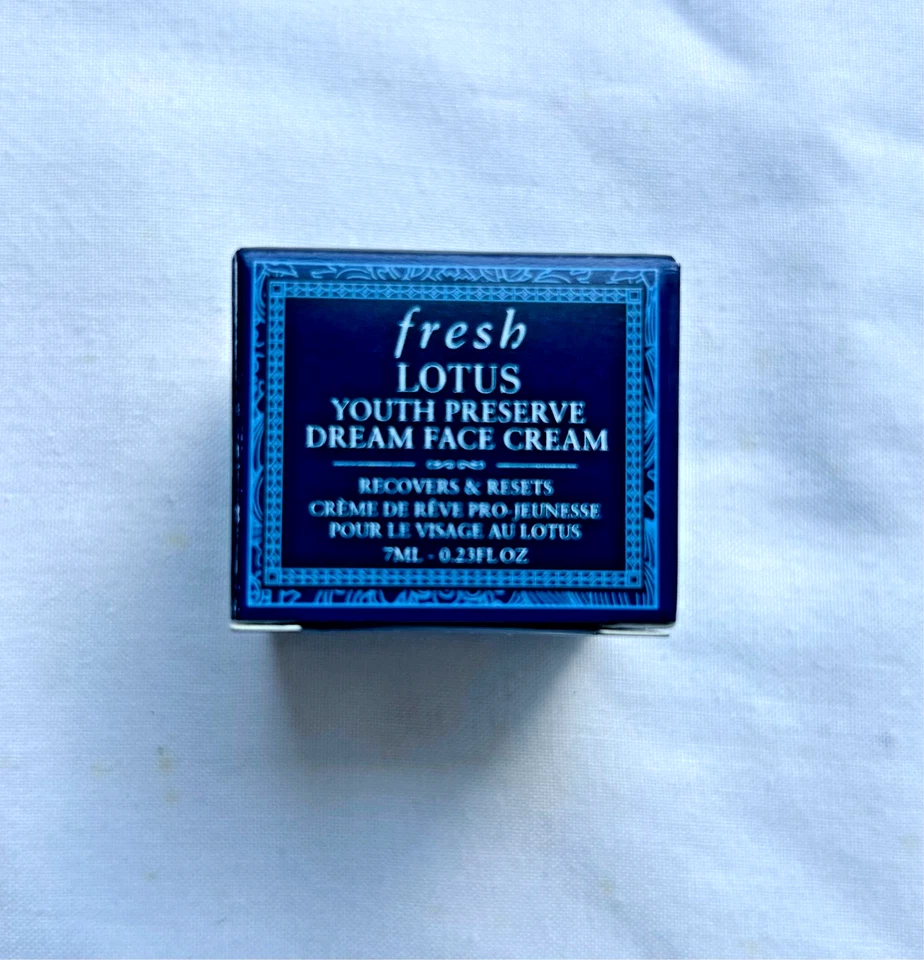 fresh
LOTUS
YOUTH PRESERVE
DREAM FACE CREAM
RECOVERS & RESETS
CRÈME DE RÊVE PRO-JEUNESSE
POUR LE VISAGE AU LOTUS
7ML - 0.23FL OZ